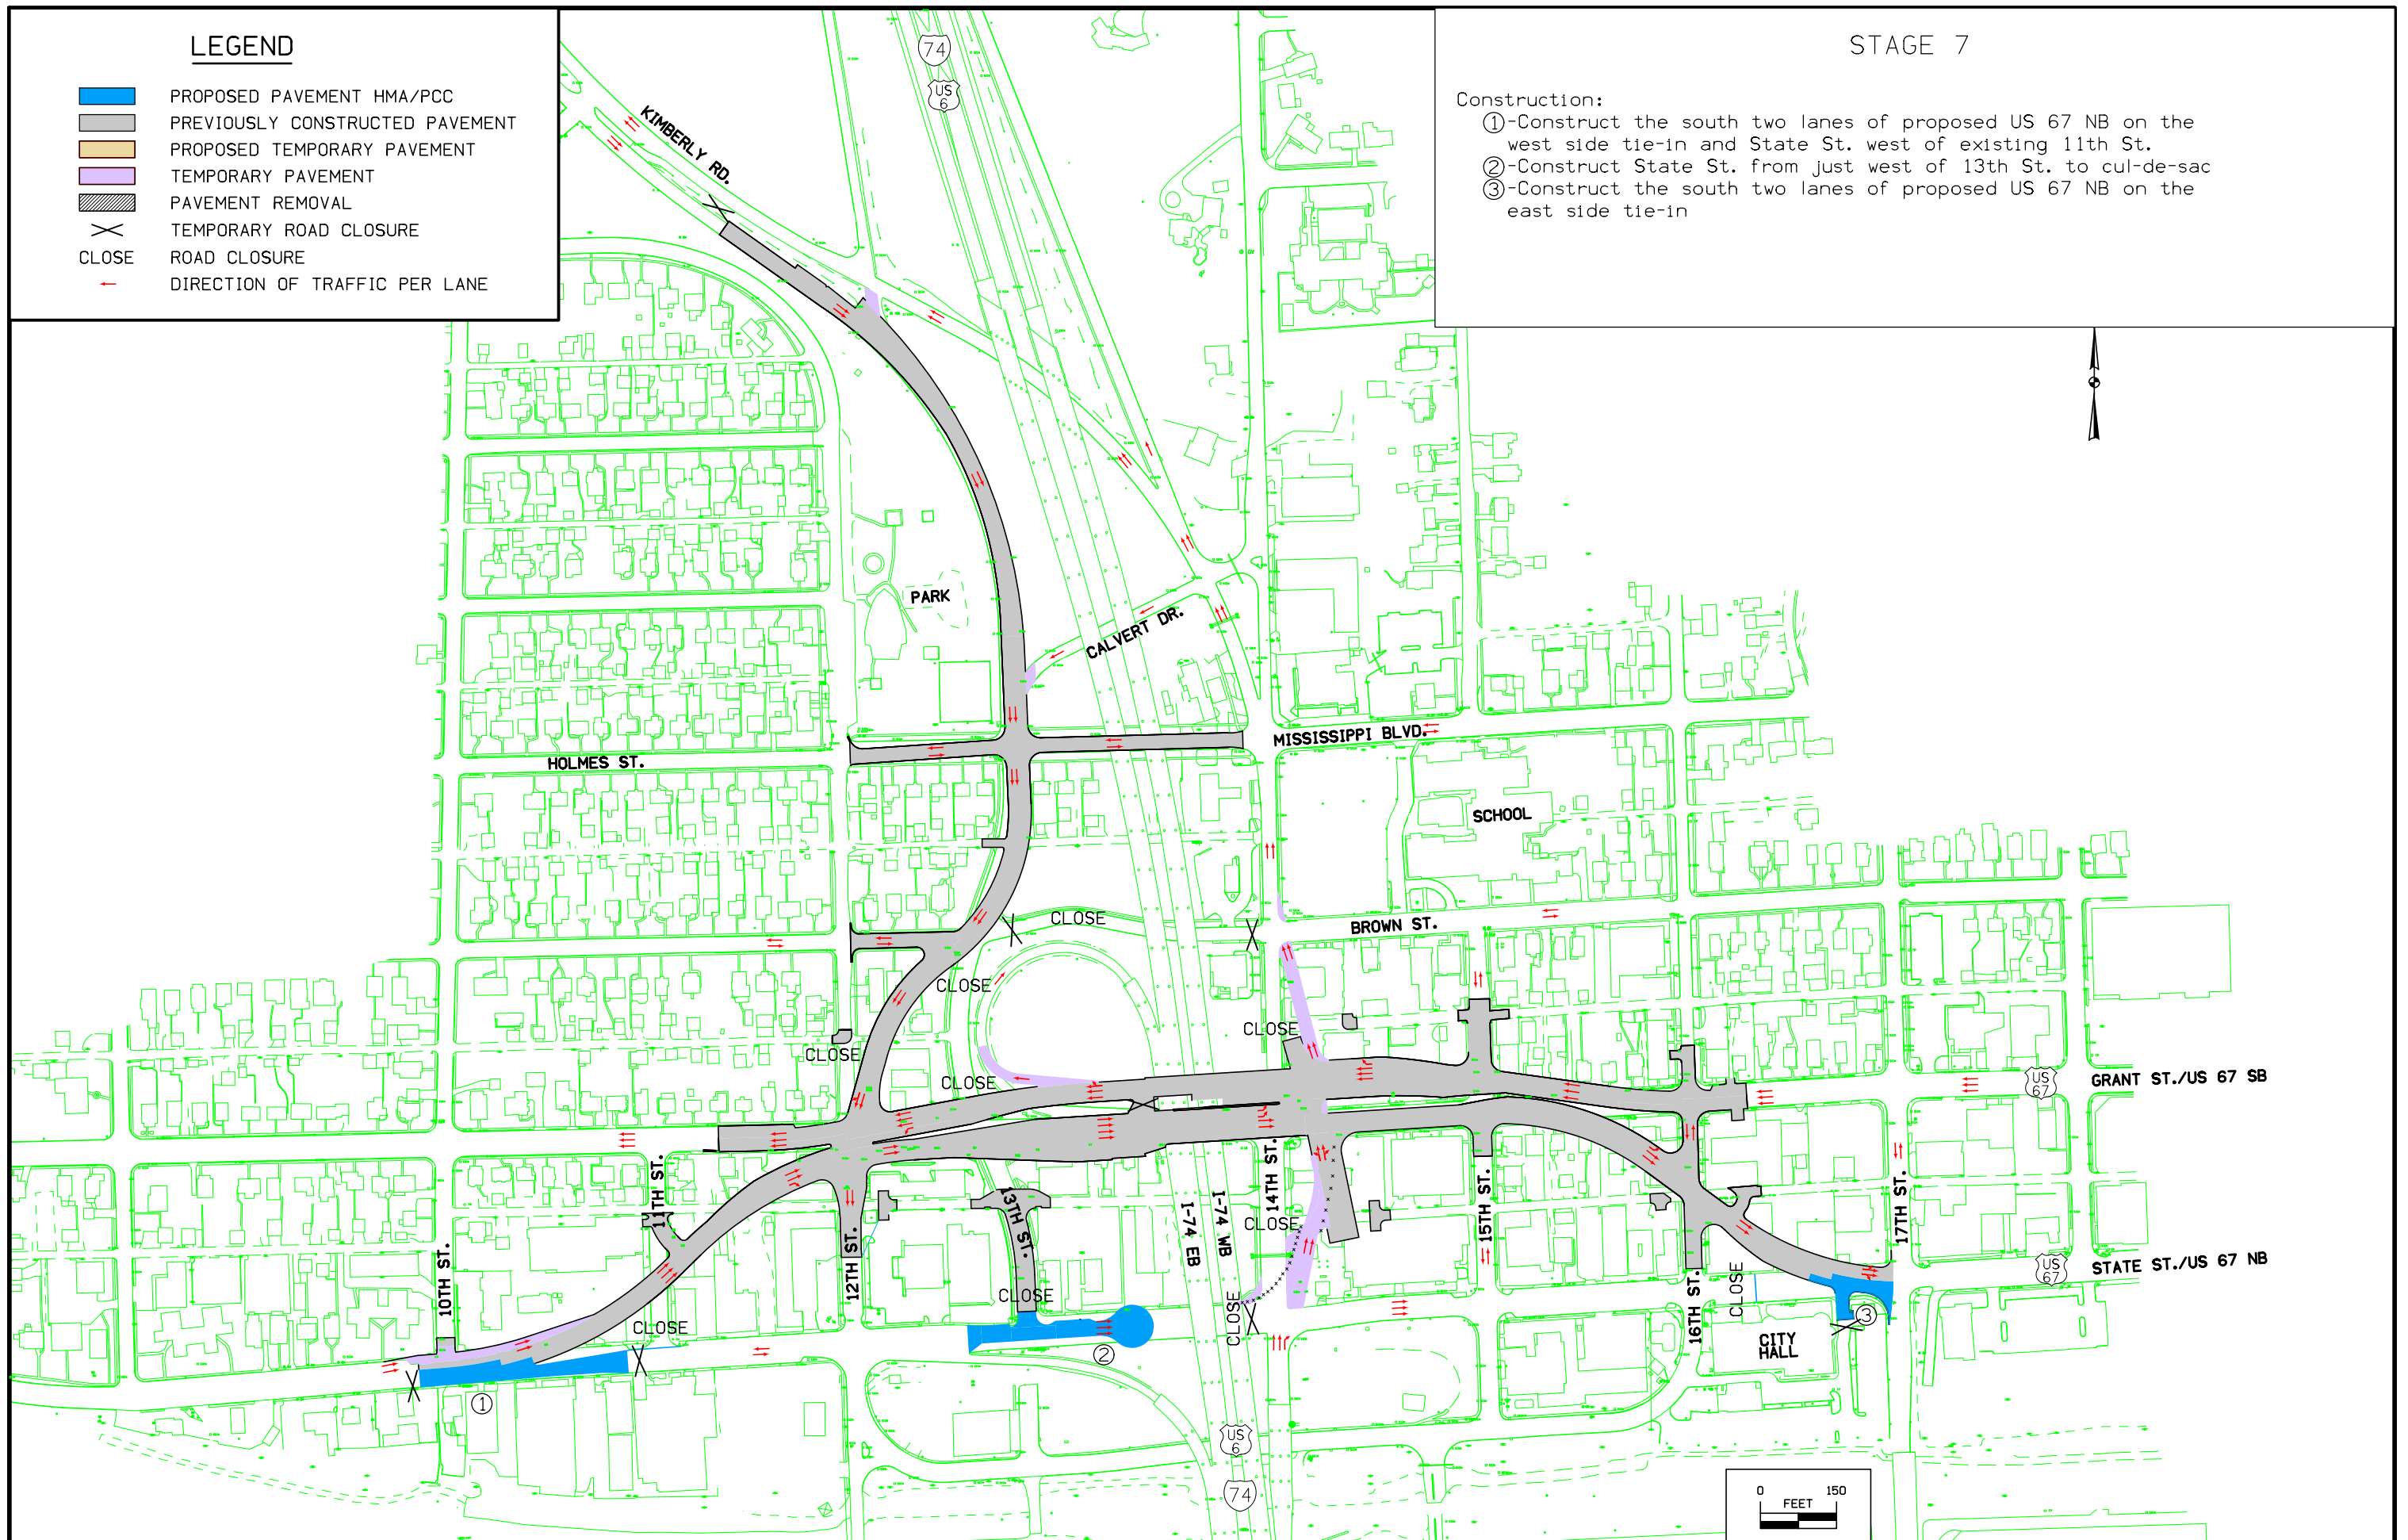 LEGEND
PROPOSED PAVEMENT HMA/PCC
PREVIOUSLY CONSTRUCTED PAVEMENT
PROPOSED TEMPORARY PAVEMENT
TEMPORARY PAVEMENT
PAVEMENT REMOVAL
TEMPORARY ROAD CLOSURE
CLOSE ROAD CLOSURE
DIRECTION OF TRAFFIC PER LANE
STAGE 7
Construction:
①-Construct the south two lanes of proposed US 67 NB on the
west side tie-in and State St. west of existing 11th St.
②-Construct State St. from just west of 13th St. to cul-de-sac
③-Construct the south two lanes of proposed US 67 NB on the
east side tie-in
74
US
6
KIMBERLY RD.
PARK
CALVERT DR.
MISSISSIPPI BLVD.
HOLMES ST.
SCHOOL
CLOSE
BROWN ST.
CLOSE
CLOSE
CLOSE
CLOSE
US
67
GRANT ST./US 67 SB
11TH ST.
13TH ST.
14TH ST.
15TH ST.
17TH ST.
I-74 EB
I-74 WB
CLOSE
10TH ST.
12TH ST.
16TH ST.
US
67
STATE ST./US 67 NB
CLOSE
CLOSE
CLOSE
CLOSE
CITY
HALL
①
②
③
US
6
74
0 150
FEET